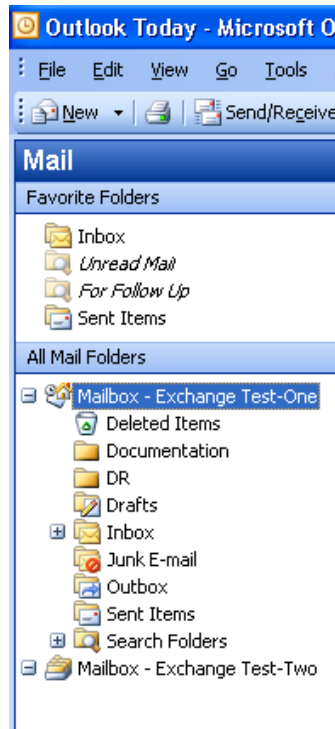 Outlook Today - Microsoft O
File Edit View Go Tools
New Send/Receive
Mail
Favorite Folders
Inbox
Unread Mail
For Follow Up
Sent Items
All Mail Folders
Mailbox - Exchange Test-One
Deleted Items
Documentation
DR
Drafts
Inbox
Junk E-mail
Outbox
Sent Items
Search Folders
Mailbox - Exchange Test-Two